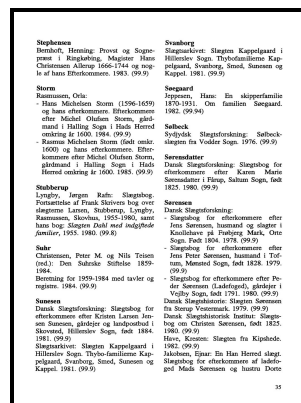 Stephensen
Bernhoft, Henning: Provst og Sogne-
præst i Ringkøbing, Magister Hans
Christensen Allerup 1666-1744 og nog-
le af hans Efterkommere. 1983. (99.9)
Storm
Rasmussen, Orla:
- Hans Michelsen Storm (1596-1659)
og hans efterkommere. Efterkommere
efter Michel Olufsen Storm, gård-
mand i Halling Sogn i Hads Herred
omkring år 1600. 1984. (99.9)
- Rasmus Michelsen Storm (født omkr.
1600) og hans efterkommere. Efter-
kommere efter Michel Olufsen Storm,
gårdmand i Halling Sogn i Hads
Herred omkring år 1600. 1985. (99.9)
Stubberup
Lyngby, Jørgen Rafn: Slægtsbog.
Fortsættelse af Frank Skrivers bog over
slægterne Larsen, Stubberup, Lyngby,
Rasmussen, Skovhus, 1955-1980, samt
hans bog: Slægten Dahl med indgiftede
familier, 1955. 1980. (99.8)
Suhr
Christensen, Peter M. og Nils Teisen
(red.): Den Suhrske Stiftelse 1859-
1984.
Beretning for 1959-1984 med tavler og
registre. 1984. (99.9)
Sunesen
Dansk Slægtsforskning: Slægtsbog for
efterkommere efter Kristen Larsen Jen-
sen Sunesen, gårdejer og landpostbud i
Skovsted, Hillerslev Sogn, født 1884.
1981. (99.9)
Slægtsarkivet: Slægten Kappelgaard i
Hillerslev Sogn. Thybo-familierne Kap-
pelgaard, Svanborg, Smed, Sunesen og
Kappel. 1981. (99.9)
Svanborg
Slægtsarkivet: Slægten Kappelgaard i
Hillerslev Sogn. Thybofamilierne Kap-
pelgaard, Svanborg, Smed, Sunesen og
Kappel. 1981. (99.9)
Søegaard
Jeppesen, Hans: En skipperfamilie
1870-1931. Om familien Søegaard.
1982. (99.94)
Sølbeck
Sydjydsk Slægtsforskning: Sølbeck-
slægten fra Vodder Sogn. 1976. (99.9)
Sørensdatter
Dansk Slægtsforskning: Slægtsbog for
efterkommere efter Karen Marie
Sørensdatter i Fårup, Saltum Sogn, født
1825. 1980. (99.9)
Sørensen
Dansk Slægtsforskning:
- Slægtsbog for efterkommere efter
Jens Sørensen, husmand og slagter i
Knollehave på Frøbjerg Mark, Orte
Sogn. Født 1804. 1978. (99.9)
- Slægtsbog for efterkommere efter
Jens Peter Sørensen, husmand i Tof-
tum, Mønsted Sogn, født 1828. 1979.
(99.9)
- Slægtsbog for efterkommere efter Pe-
der Sørensen (Ladefoged), gårdejer i
Vejlby Sogn, født 1791. 1980. (99.9)
Dansk Slægtshistorie: Slægten Sørensen
fra Sterup Vestermark. 1979. (99.9)
Dansk Slægtshistorisk Institut: Slægts-
bog om Christen Sørensen, født 1825.
1980. (99.9)
Have, Kresten: Slægten fra Kipshede.
1982. (99.9)
Jakobsen, Ejnar: En Han Herred slægt.
Slægtsbog for efterkommere af ladefo-
ged Mads Sørensen og hustru Dorte
35